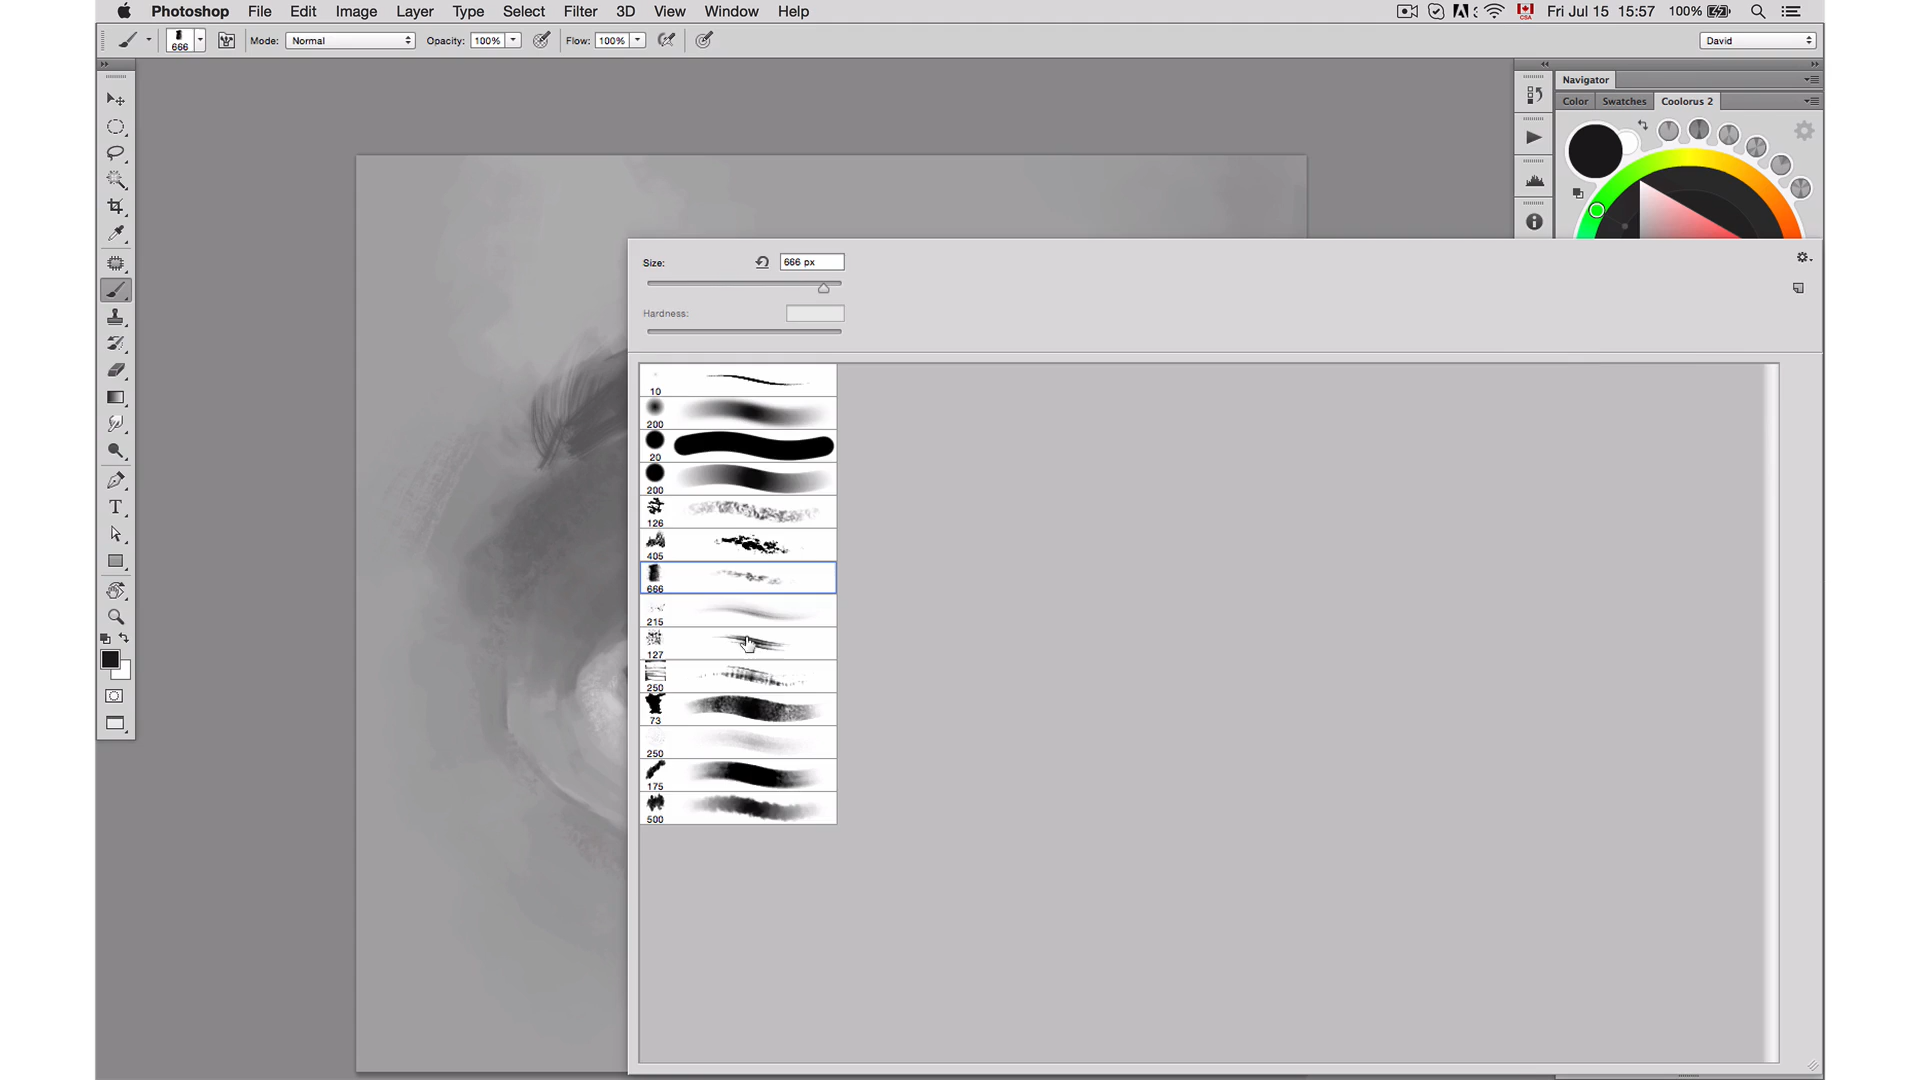 Photoshop File Edit Image Layer Type Select Filter 3D View Window Help Fri Jul 15 15:57 100%
666 Mode: Normal Opacity: 100% Flow: 100% David
Navigator
Color Swatches Coolorus 2
Size: 666 px
Hardness:
10
200
20
200
126
405
666
215
127
250
73
250
175
500